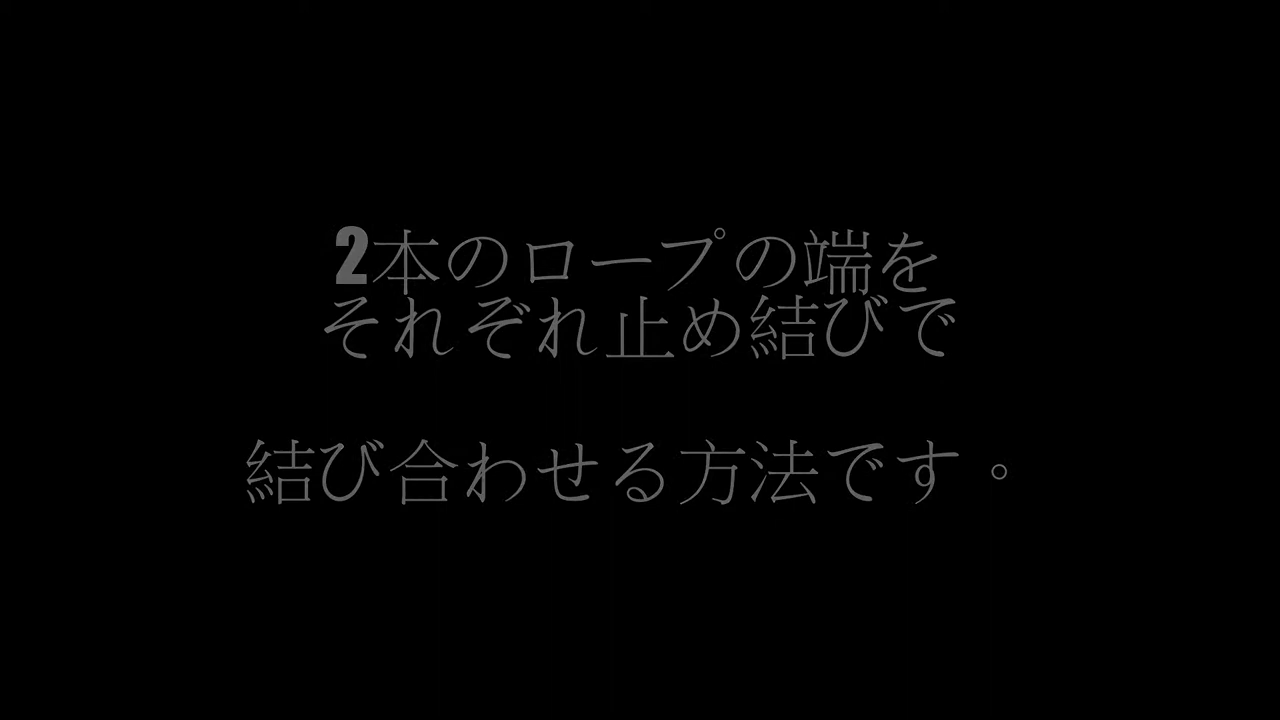 2本のロープの端を
それぞれ止め結びで
結び合わせる方法です。